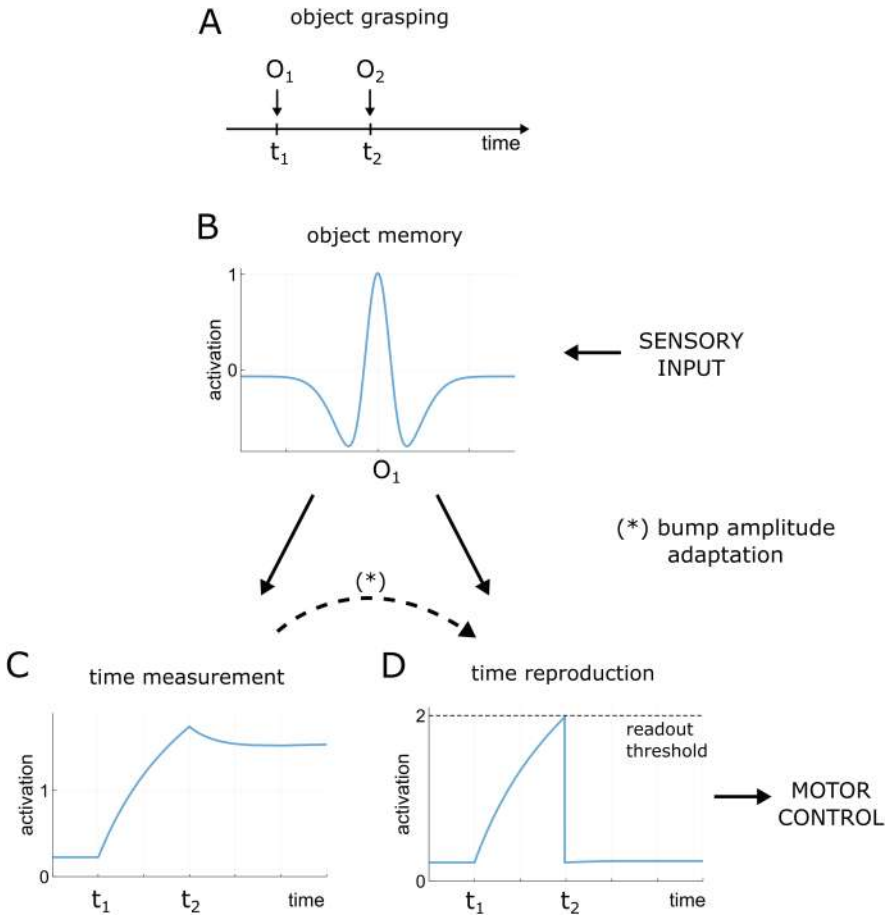 A
object grasping
O₁ O₂
t₁ t₂
time
B
object memory
1
0
activation
O₁
SENSORY
INPUT
(*) bump amplitude
adaptation
(*)
C
time measurement
1
0
activation
t₁ t₂ time
D
time reproduction
2
0
activation
readout
threshold
t₁ t₂ time
MOTOR
CONTROL